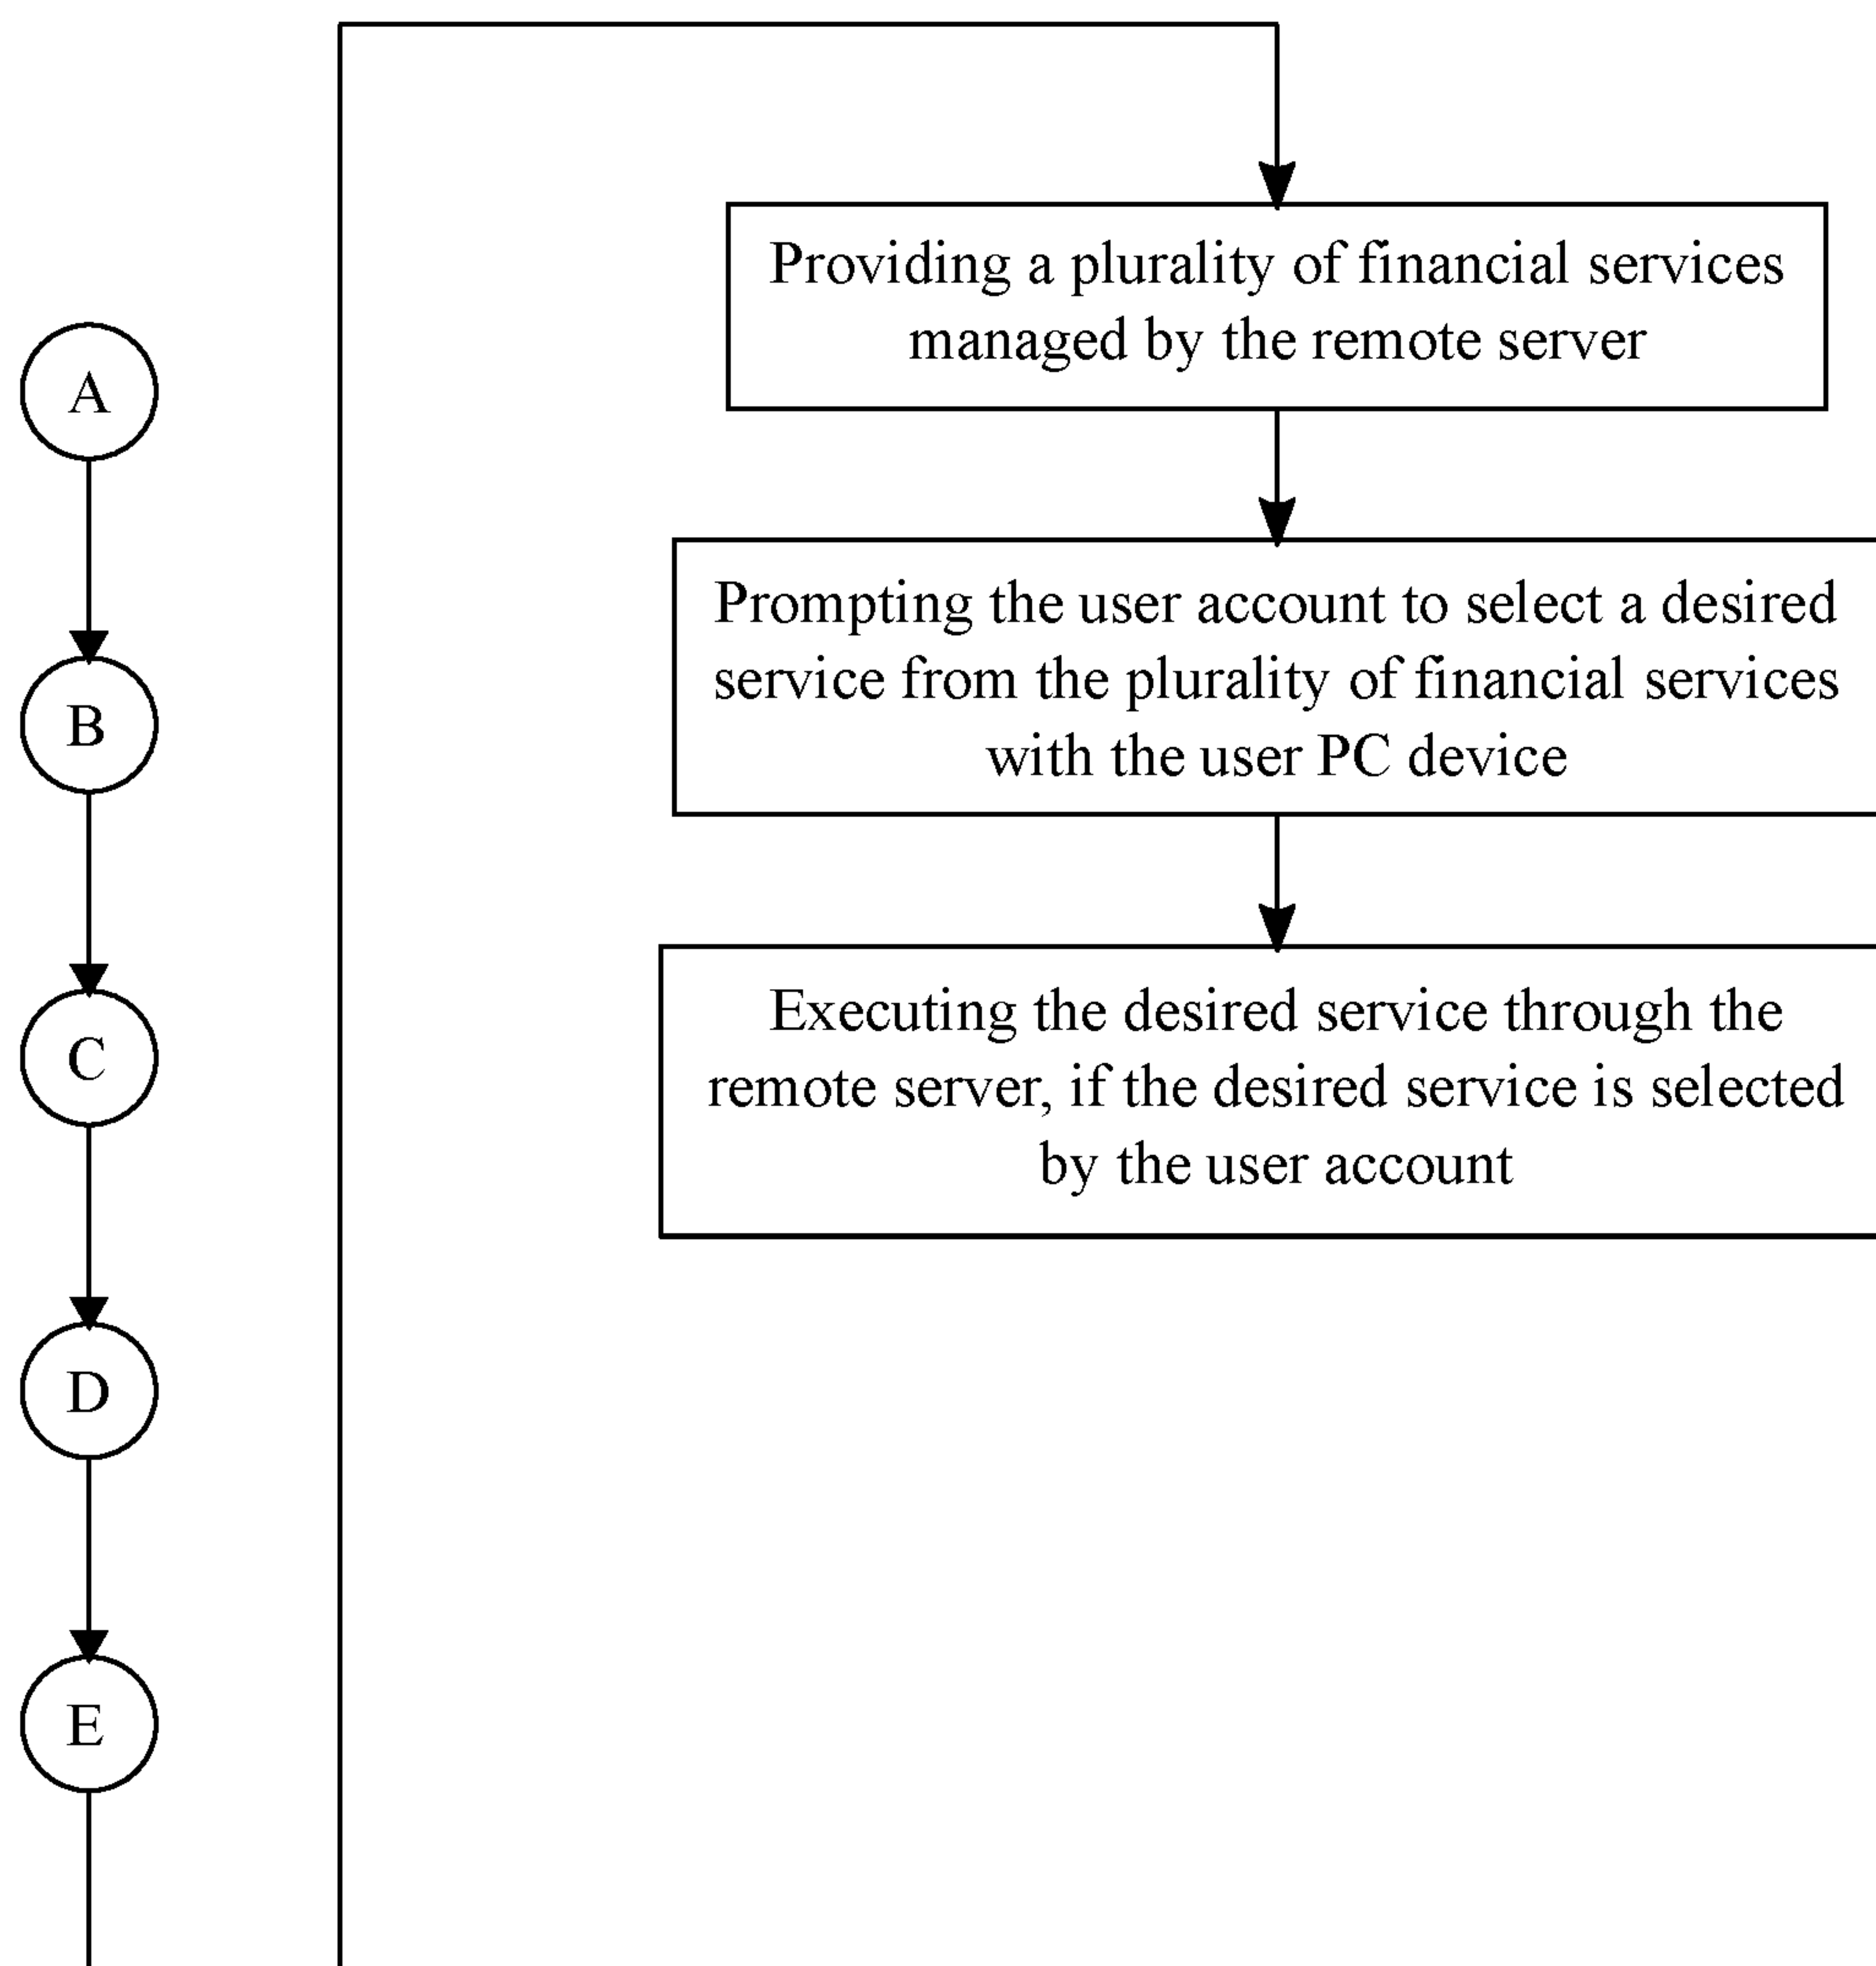 A
B
C
D
E
Providing a plurality of financial services
managed by the remote server
Prompting the user account to select a desired
service from the plurality of financial services
with the user PC device
Executing the desired service through the
remote server, if the desired service is selected
by the user account